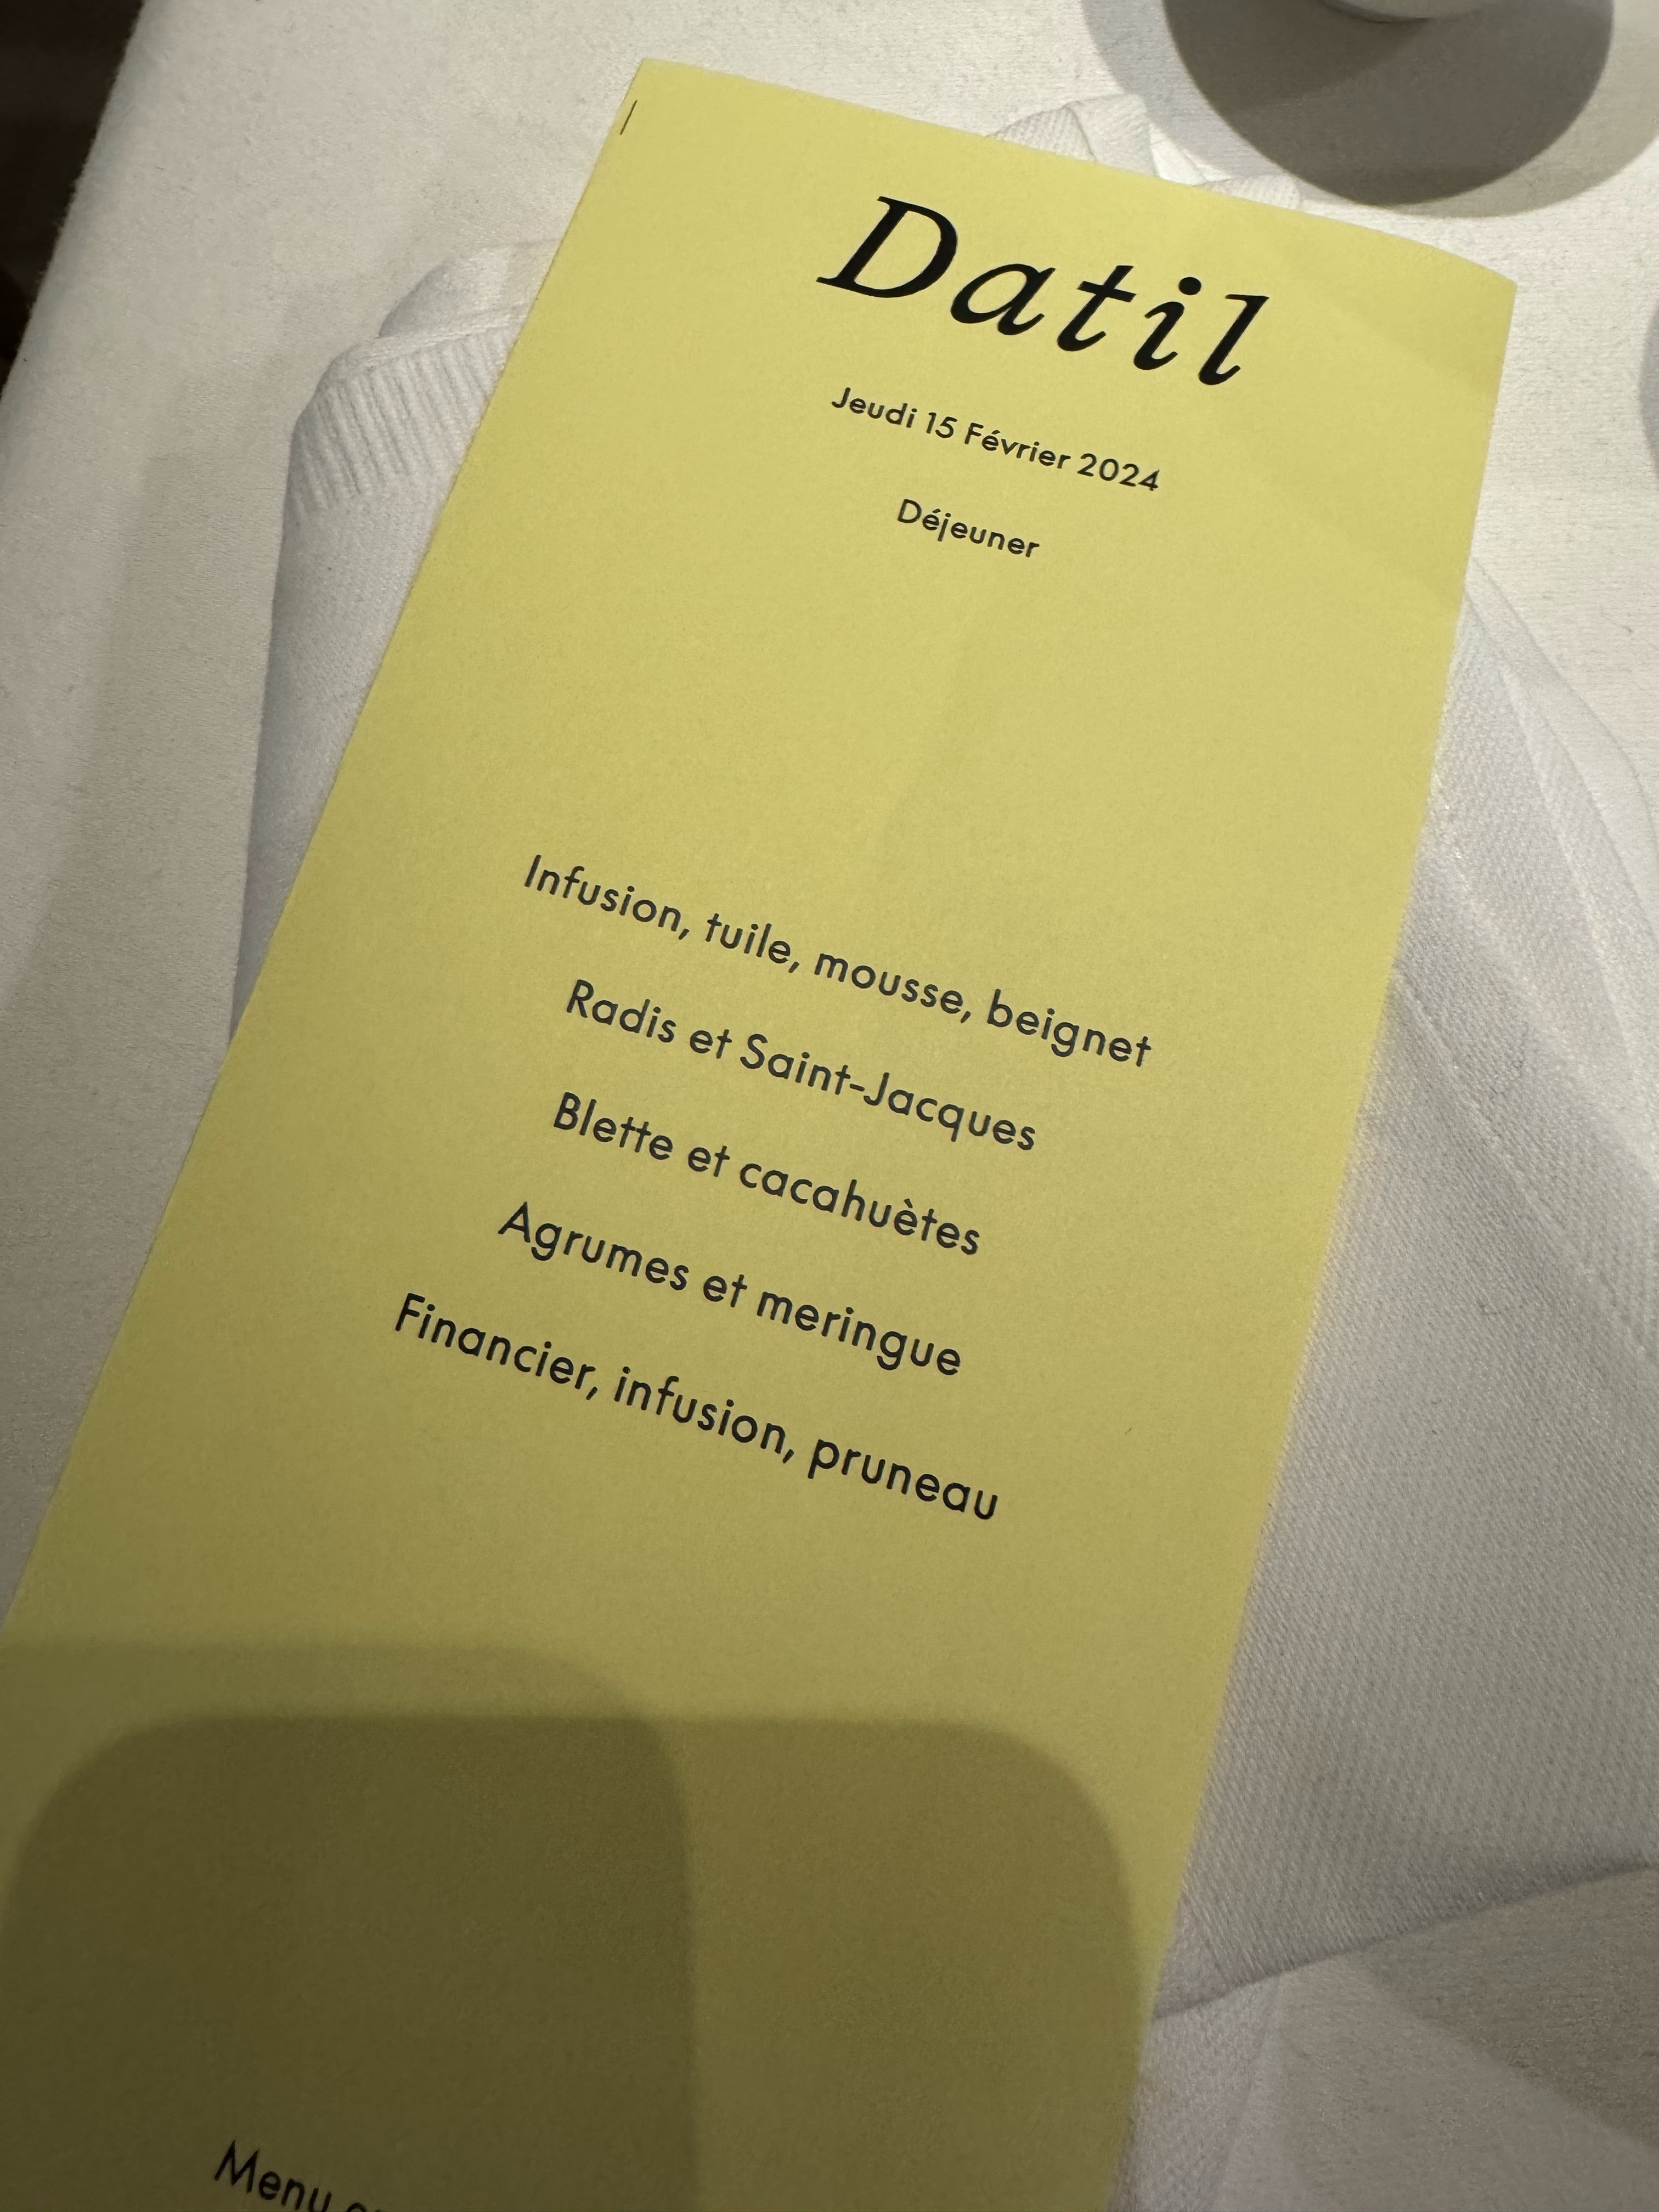 Datil
Jeudi 15 Février 2024
Déjeuner
Infusion, tuile, mousse, beignet
Radis et Saint-Jacques
Blette et cacahuètes
Agrumes et meringue
Financier, infusion, pruneau
Menu